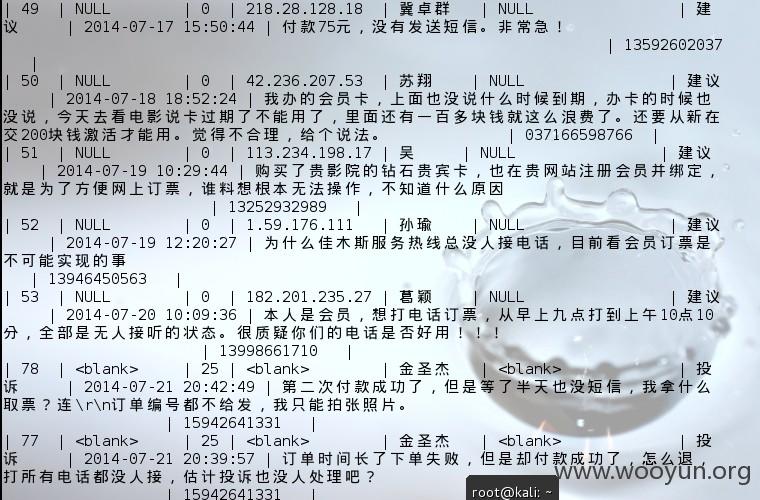 | 49 | NULL | 0 | 218.28.128.18 | 冀卓群 | NULL | 建
议 | 2014-07-17 15:50:44 | 付款75元，没有发送短信。非常急！
| 13592602037
|
| 50 | NULL | 0 | 42.236.207.53 | 苏翔 | NULL | 建议
| 2014-07-18 18:52:24 | 我办的会员卡，上面也没说什么时候到期，办卡的时候也
没说，今天去看电影说卡过期了不能用了，里面还有一百多块钱就这么浪费了。还要从新在
交200块钱激活才能用。觉得不合理，给个说法。 | 037166598766 |
| 51 | NULL | 0 | 113.234.198.17 | 吴 | NULL | 建议
| 2014-07-19 10:29:44 | 购买了贵影院的钻石贵宾卡，也在贵网站注册会员并绑定，
就是为了方便网上订票，谁料想根本无法操作，不知道什么原因
| 13252932989 |
| 52 | NULL | 0 | 1.59.176.111 | 孙瑜 | NULL | 建议
| 2014-07-19 12:20:27 | 为什么佳木斯服务热线总没人接电话，目前看会员订票是
不可能实现的事
| 13946450563 |
| 53 | NULL | 0 | 182.201.235.27 | 葛颖 | NULL | 建议
| 2014-07-20 10:09:36 | 本人是会员，想打电话订票，从早上九点打到上午10点10
分，全部是无人接听的状态。很质疑你们的电话是否好用！！！
| 13998661710 |
| 78 | <blank> | 25 | <blank> | 金圣杰 | <blank> | 投
诉 | 2014-07-21 20:42:49 | 第二次付款成功了，但是等了半天也没短信，我拿什么
取票？连\r\n订单编号都不给发，我只能拍张照片。
| 15942641331 |
| 77 | <blank> | 25 | <blank> | 金圣杰 | <blank> | 投
诉 | 2014-07-21 20:39:57 | 订单时间长了下单失败，但是却付款成功了，怎么退，
打所有电话都没人接，估计投诉也没人处理吧？
| 15942641331 |
root@kali: ~
www.wooyun.org